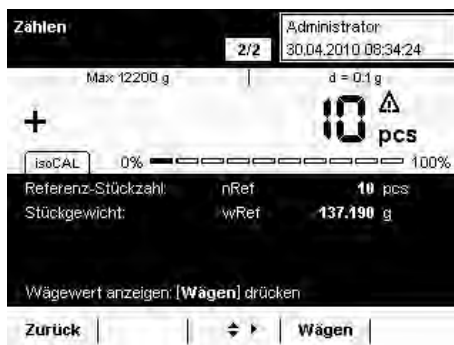 Zählen
2/2
Administrator
30.04.2010 08:34:24
Max 12200 g
d = 0.1 g
+ 10 pcs
isoCAL 0% 100%
Referenz-Stückzahl: nRef 10 pcs
Stückgewicht: wRef 137.190 g
Wägewert anzeigen: [Wägen] drücken
Zurück Wägen